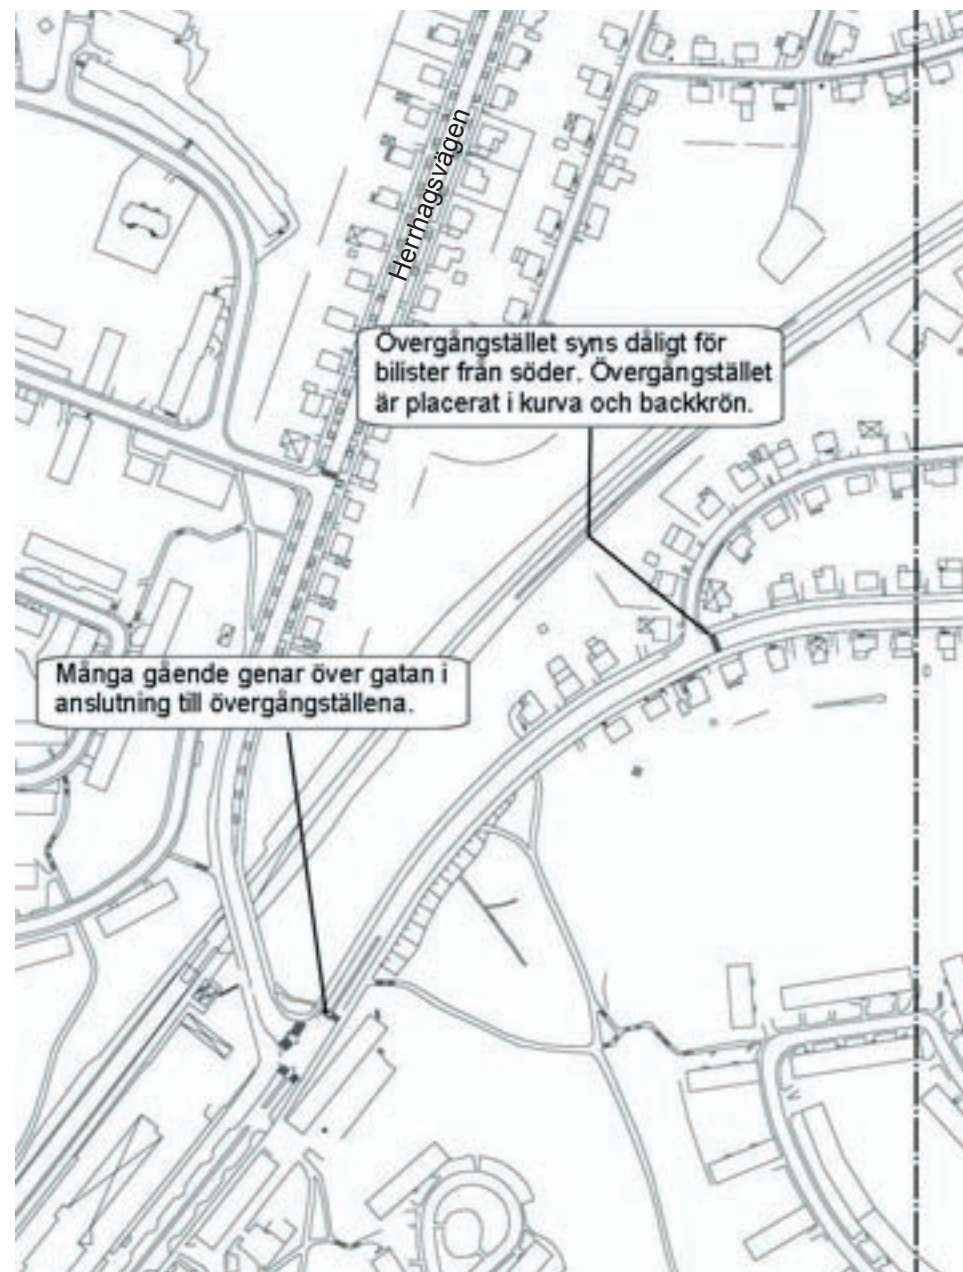 Herrhagsvägen
Övergångstället syns dåligt för
bilister från söder. Övergångstället
är placerat i kurva och backkrön.
Många gående genar över gatan i
anslutning till övergångställena.